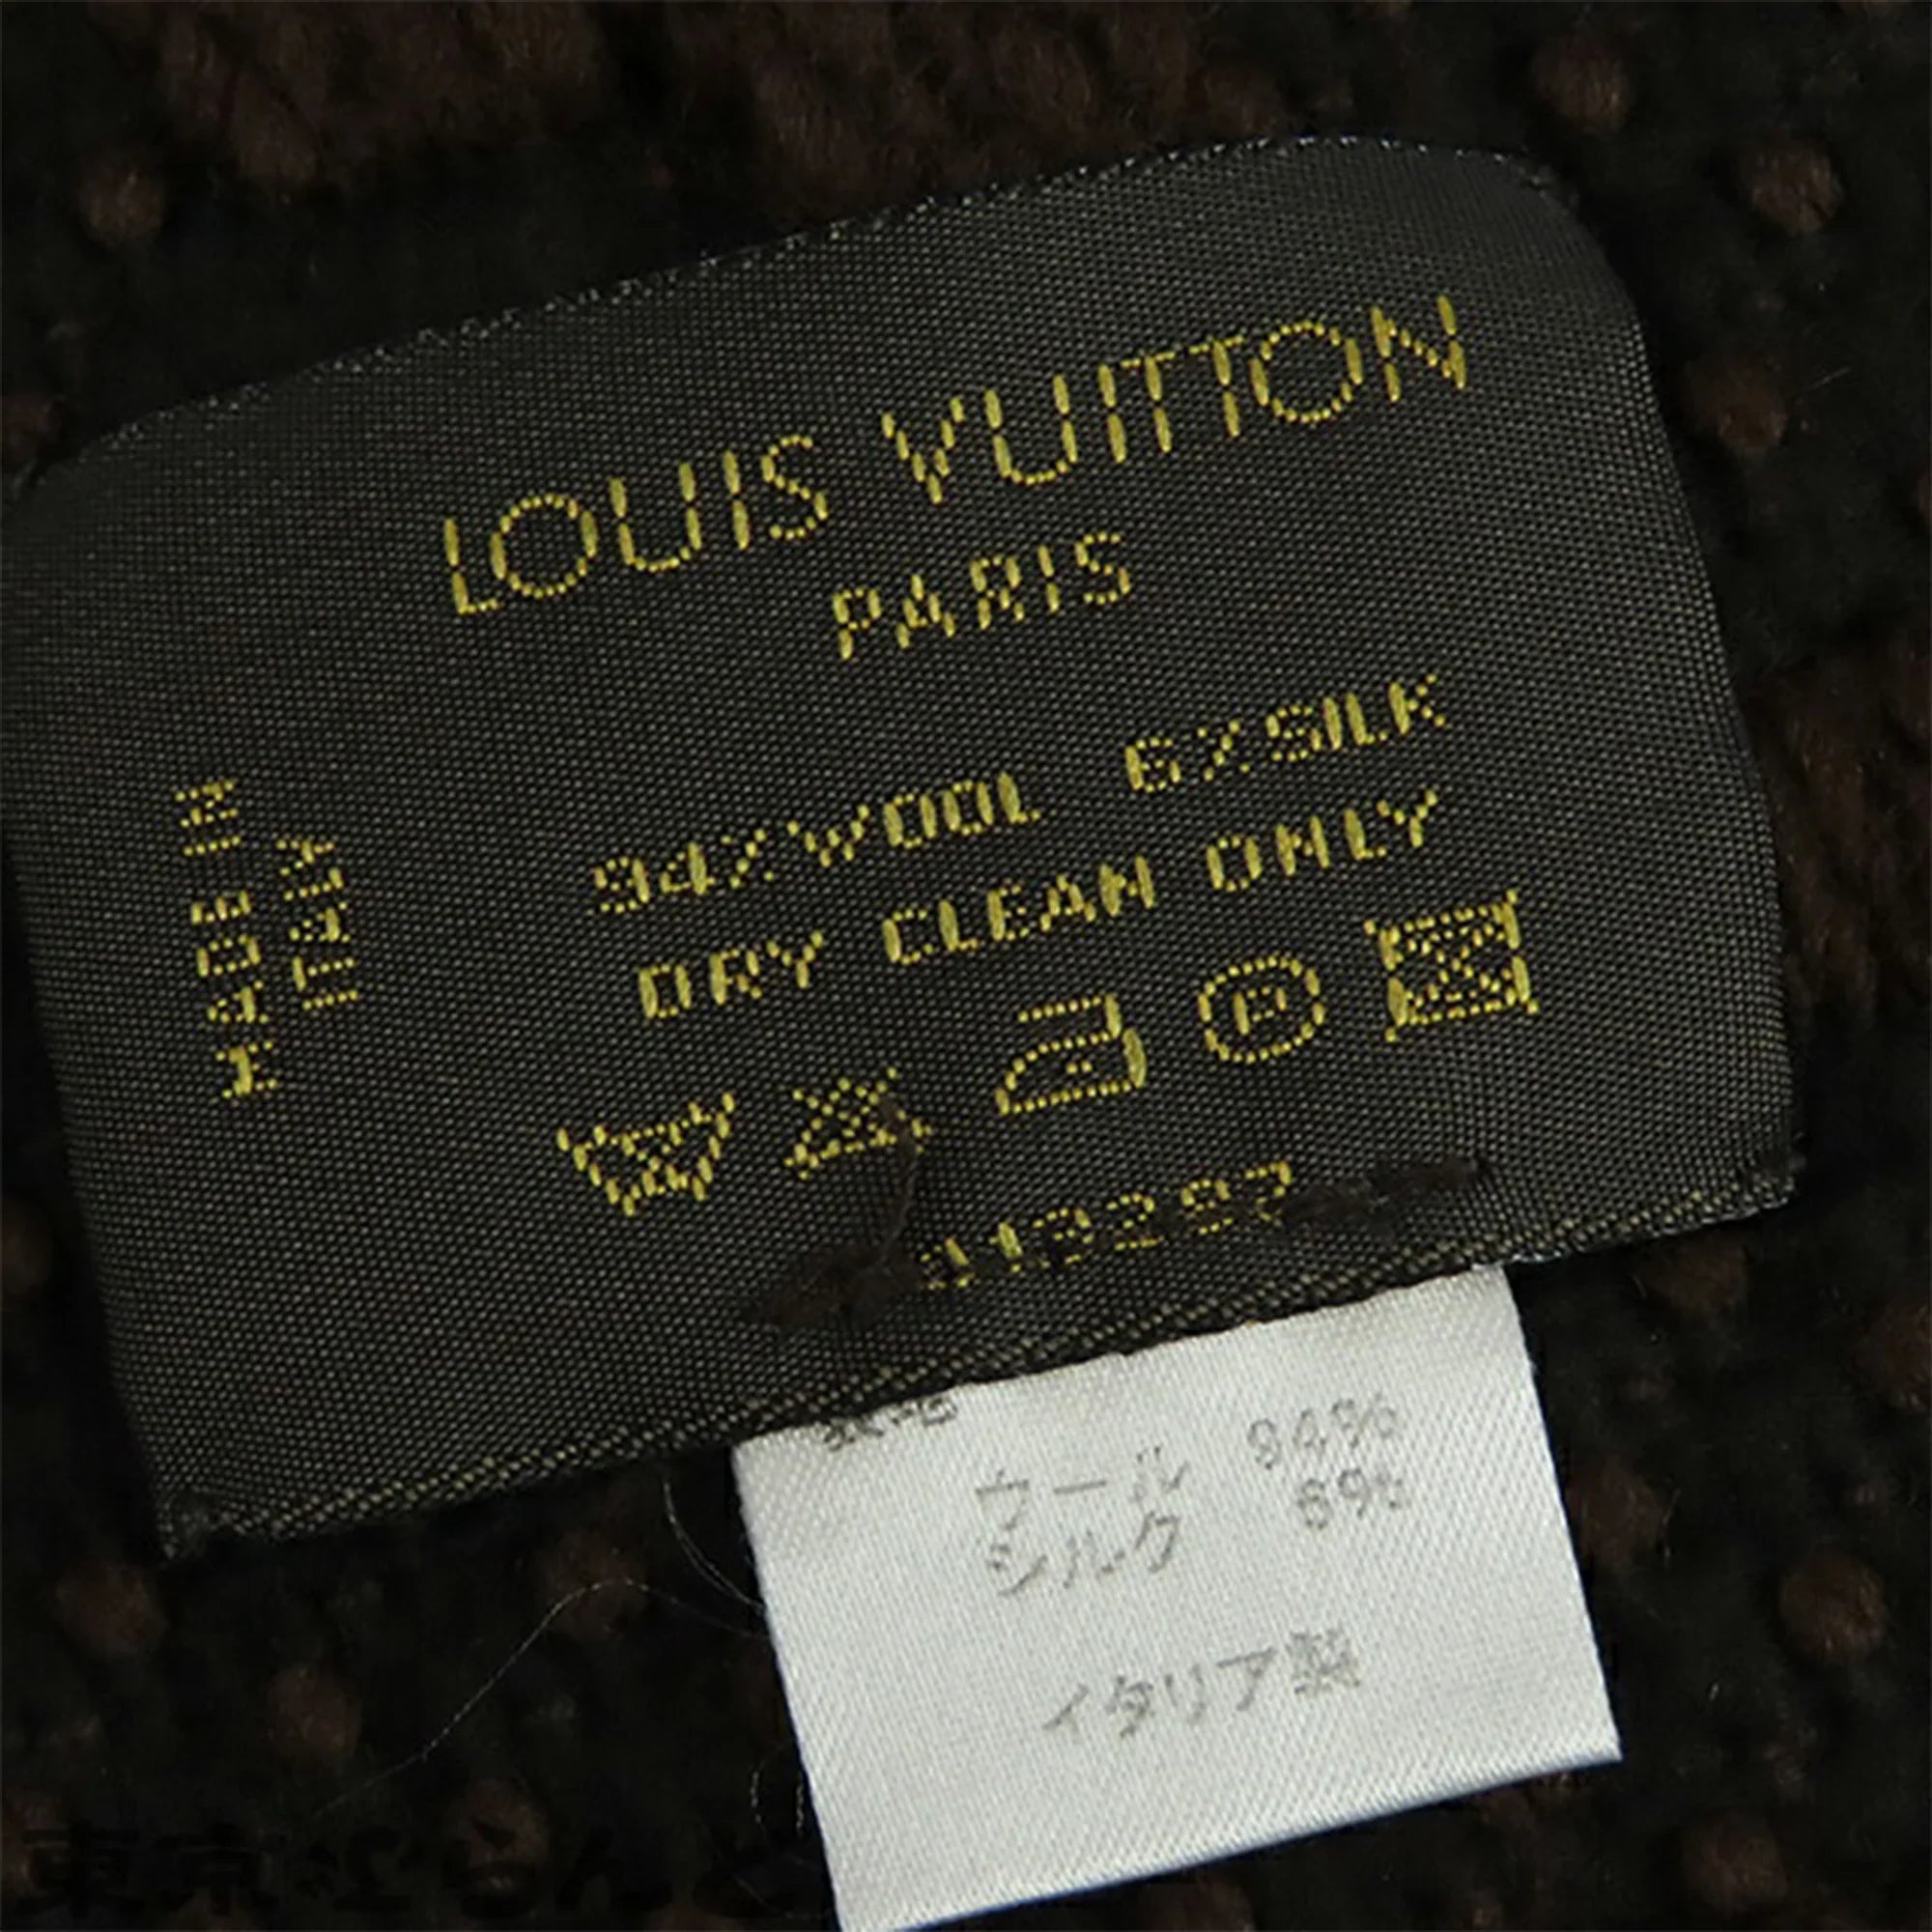 LOUIS VUITTON
PARIS
94%WOOL 6%SILK
DRY CLEAN ONLY
P
MADE IN
ITALY
ウール 94%
シルク 6%
イタリア製